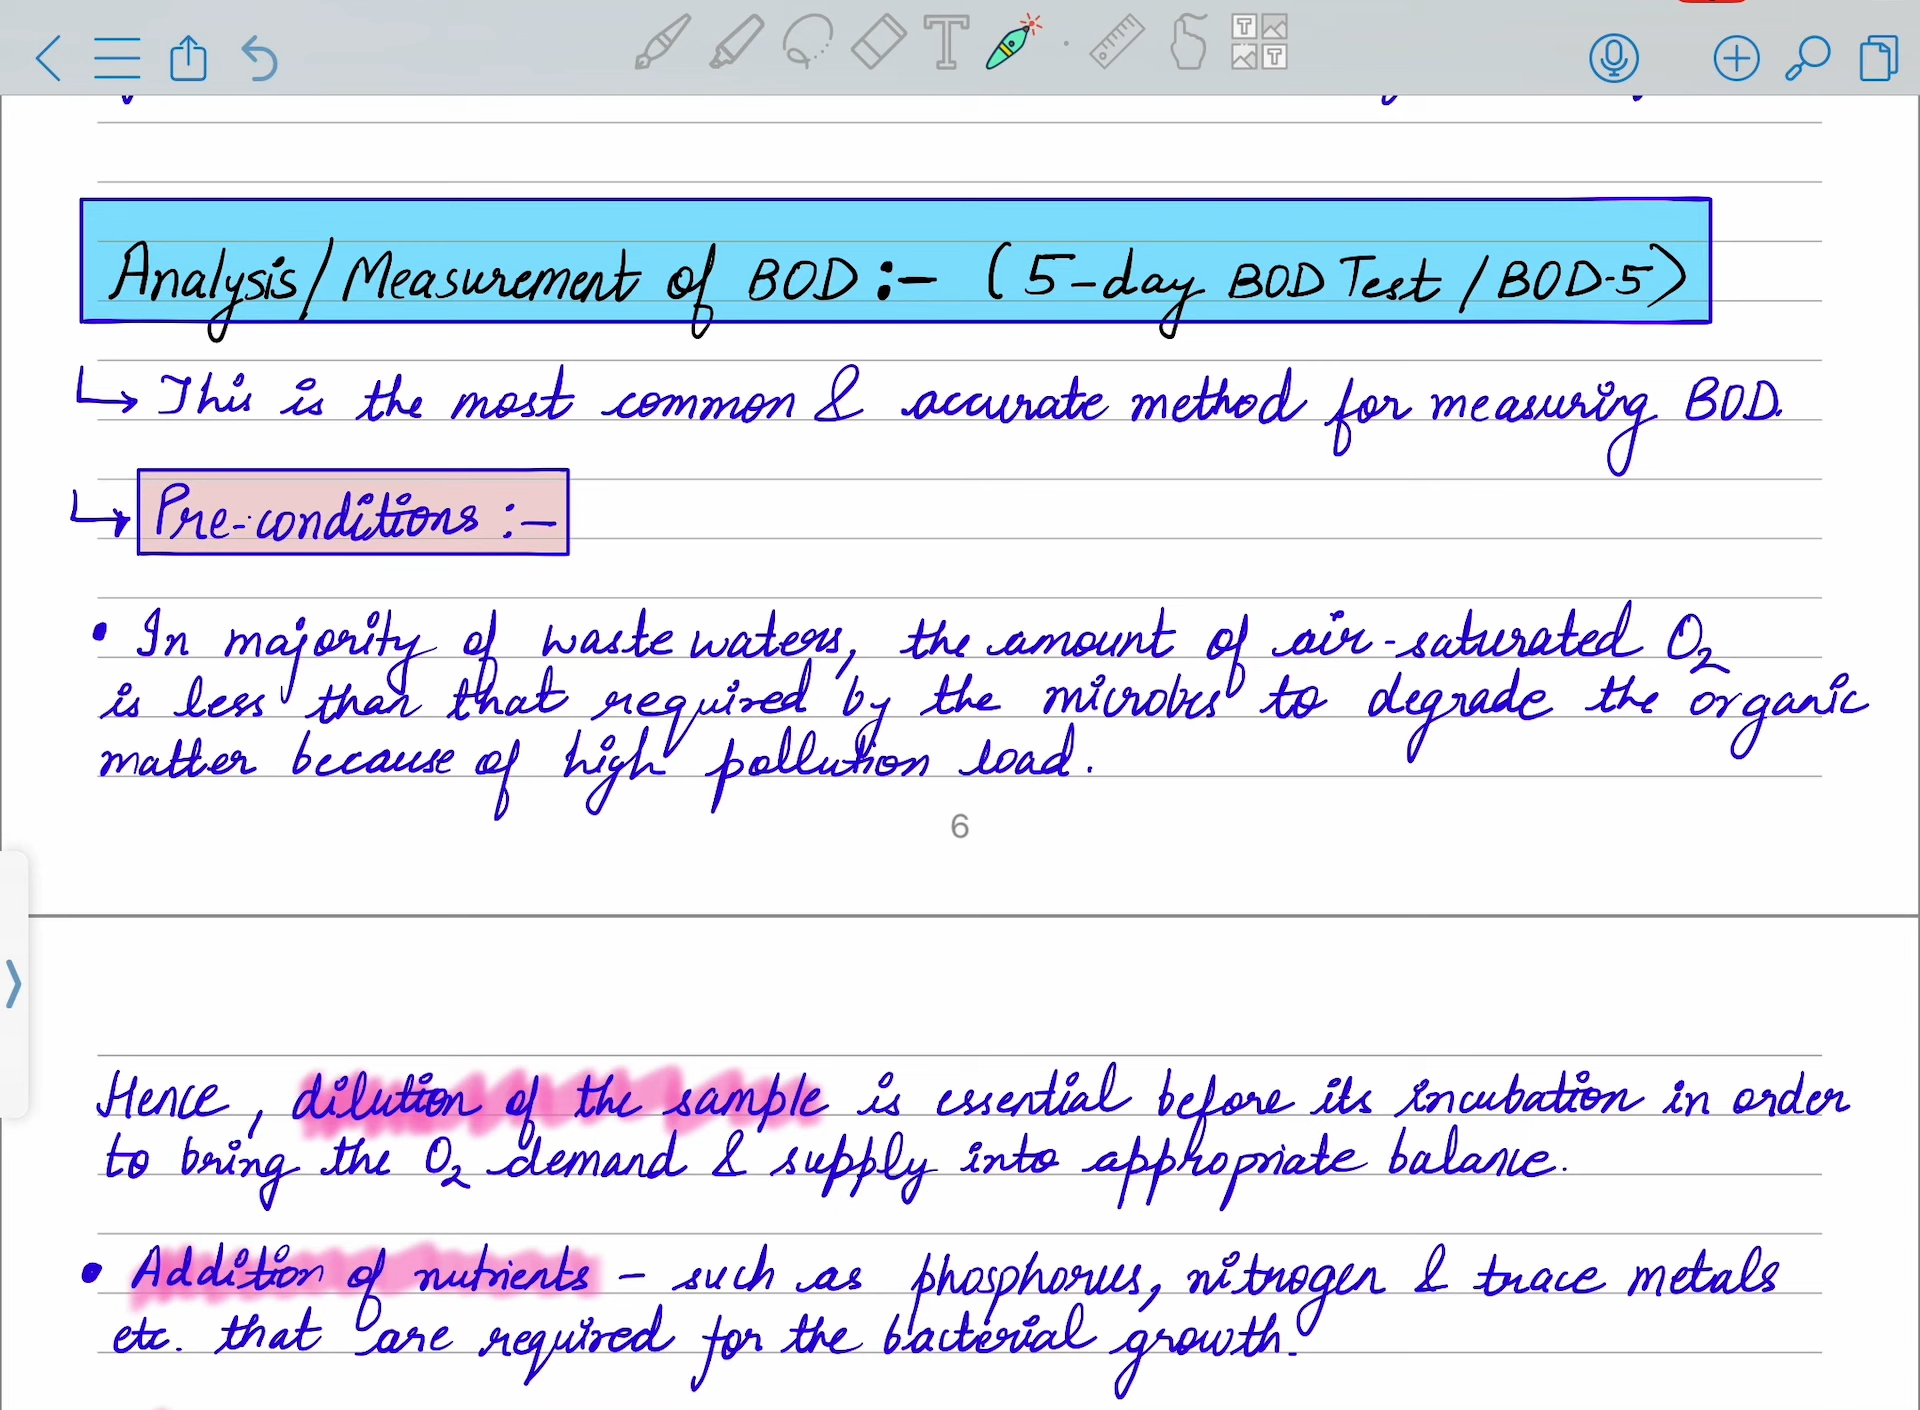 Analysis/Measurement of BOD :- (5-day BOD Test / BOD-5)
↳ This is the most common & accurate method for measuring BOD.
↳ Pre-conditions :-
• In majority of waste waters, the amount of air-saturated O₂
is less than that required by the microbes to degrade the organic
matter because of high pollution load.
6
Hence, dilution of the sample is essential before its incubation in order
to bring the O₂ demand & supply into appropriate balance.
• Addition of nutrients - such as phosphorus, nitrogen & trace metals
etc. that are required for the bacterial growth.